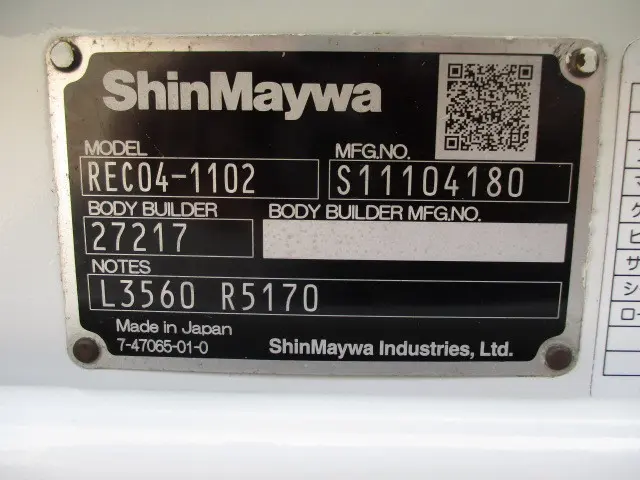 ShinMaywa
MODEL MFG.NO.
REC04-1102 S11104180
BODY BUILDER BODY BUILDER MFG.NO.
27217
NOTES
L3560 R5170
Made in Japan
7-47065-01-0 ShinMaywa Industries, Ltd.